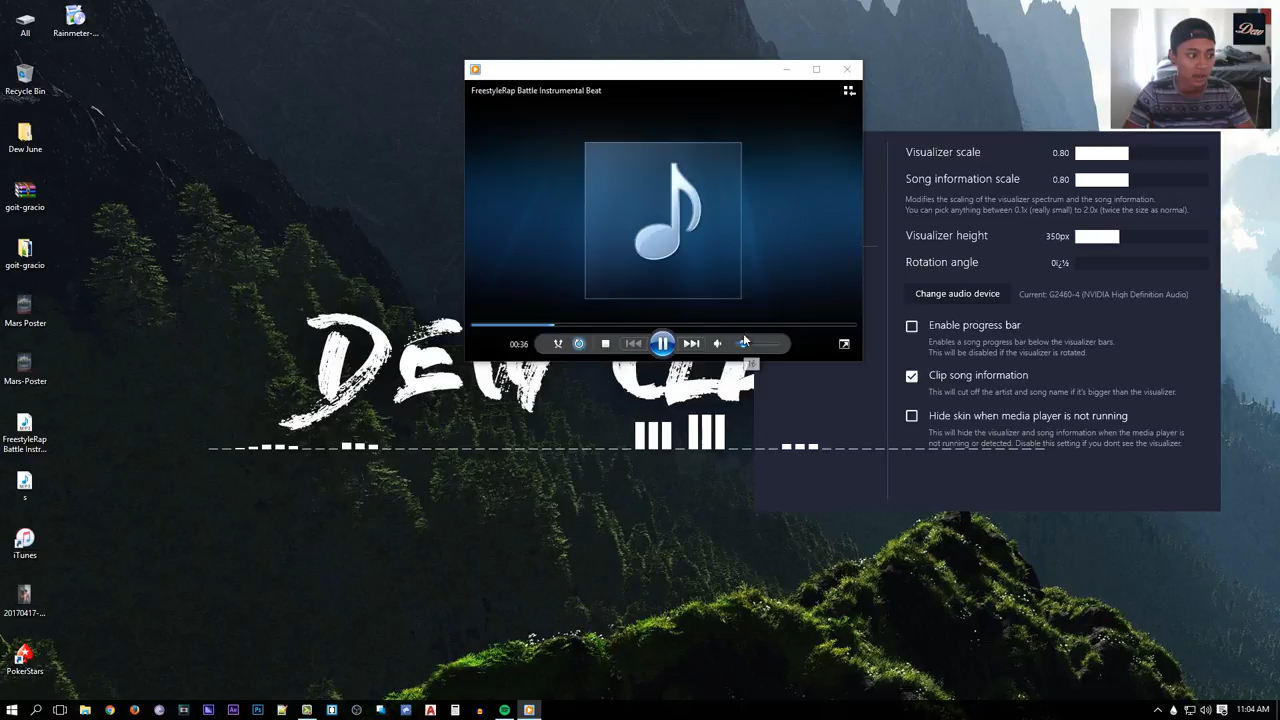 All
Rainmeter-...
Recycle Bin
Dew June
goit-gracio
goit-gracio
Mars Poster
Mars-Poster
FreestyleRap
Battle Instr...
s
iTunes
20170417-...
PokerStars
FreestyleRap Battle Instrumental Beat
00:36
Dew
Visualizer scale 0.80
Song information scale 0.80
Modifies the scaling of the visualizer spectrum and the song information.
You can pick anything between 0.1x (really small) to 2.0x (twice the size as normal).
Visualizer height 350px
Rotation angle 0ï¿½
Change audio device Current: G2460-4 (NVIDIA High Definition Audio)
Enable progress bar
Enables a song progress bar below the visualizer bars.
This will be disabled if the visualizer is rotated.
Clip song information
This will cut off the artist and song name if it's bigger than the visualizer.
Hide skin when media player is not running
This will hide the visualizer and song information when the media player is
not running or detected. Disable this setting if you dont see the visualizer.
11:04 AM